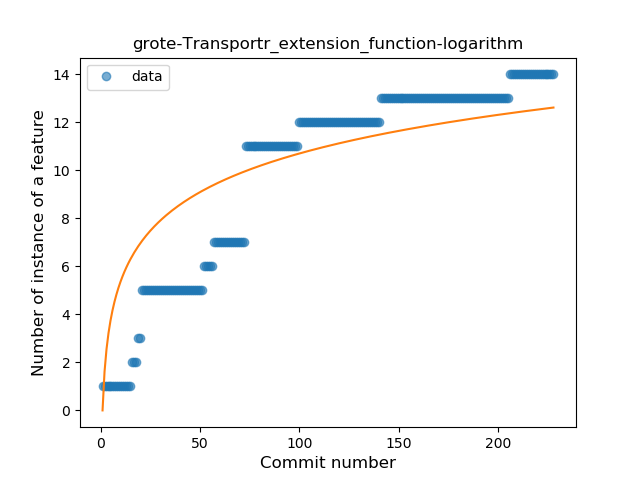 grote-Transportr_extension_function-logarithm
data
Number of instance of a feature
14
12
10
8
6
4
2
0
0 50 100 150 200
Commit number